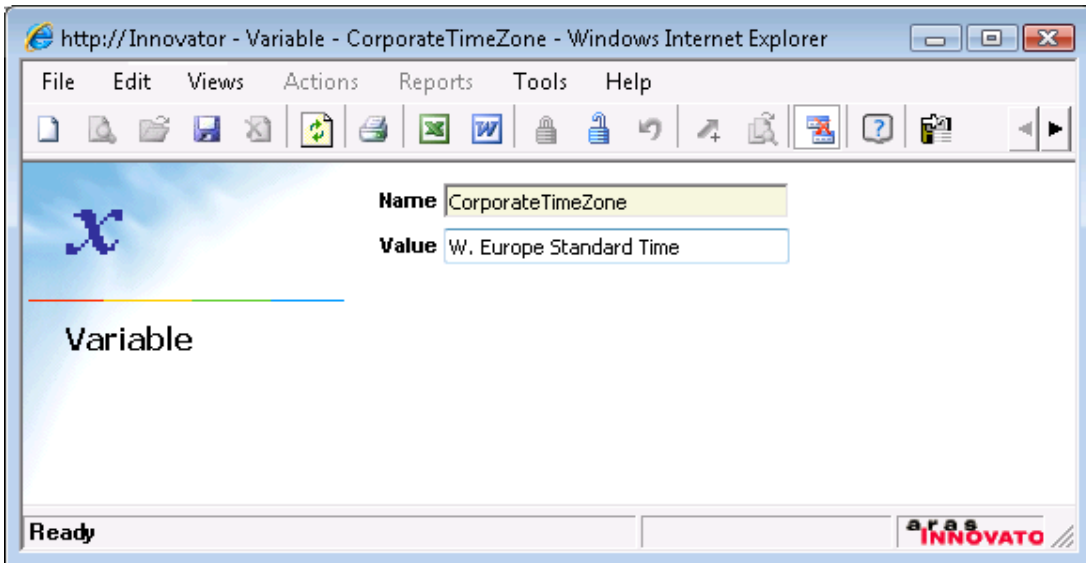 http://Innovator - Variable - CorporateTimeZone - Windows Internet Explorer
File Edit Views Actions Reports Tools Help
Name CorporateTimeZone
Value W. Europe Standard Time
x
Variable
Ready
aras
INNOVATO